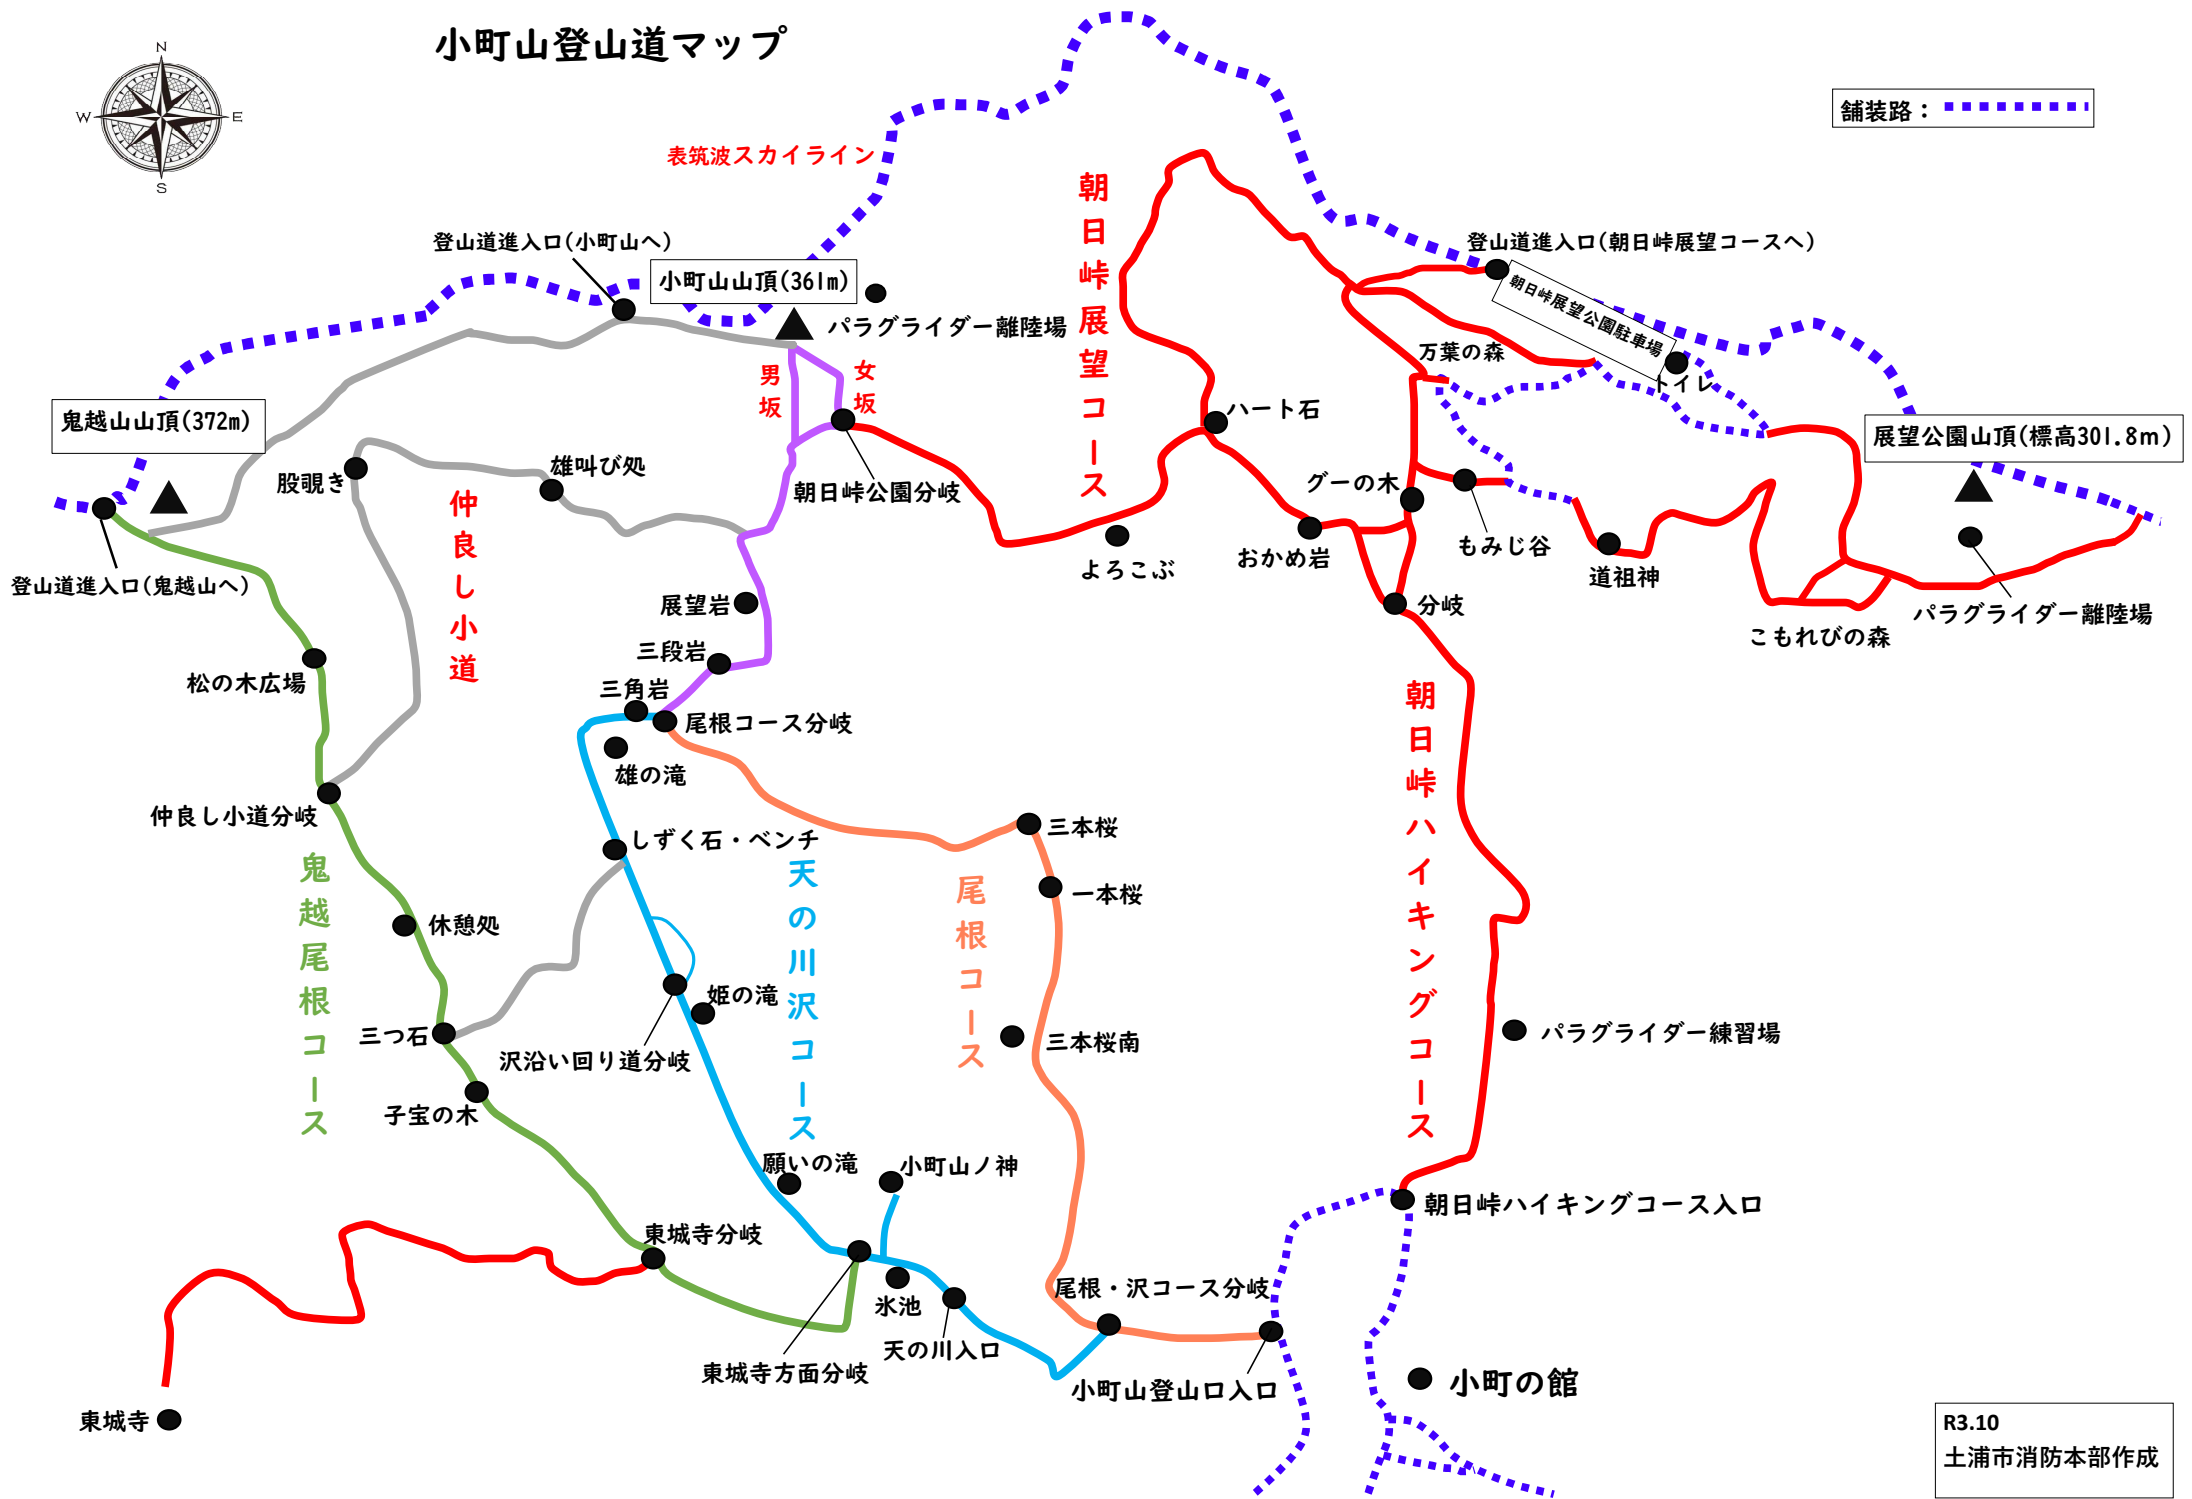 小町山登山道マップ
N
W
E
S
舗装路：
表筑波スカイライン
朝日峠展望コース
登山道進入口(小町山へ)
登山道進入口(朝日峠展望コースへ)
小町山山頂(361m)
朝日峠展望公園駐車場
パラグライダー離陸場
万葉の森
トイレ
男坂
女坂
鬼越山山頂(372m)
ハート石
展望公園山頂(標高301.8m)
股覗き
雄叫び処
朝日峠公園分岐
グーの木
仲良し小道
よろこぶ
おかめ岩
もみじ谷
道祖神
登山道進入口(鬼越山へ)
展望岩
分岐
パラグライダー離陸場
こもれびの森
三段岩
松の木広場
三角岩
尾根コース分岐
朝日峠ハイキングコース
雄の滝
仲良し小道分岐
しずく石・ベンチ
三本桜
鬼越尾根コース
天の川沢コース
尾根コース
一本桜
休憩処
姫の滝
三つ石
沢沿い回り道分岐
三本桜南
パラグライダー練習場
子宝の木
願いの滝
小町山ノ神
朝日峠ハイキングコース入口
東城寺分岐
氷池
尾根・沢コース分岐
天の川入口
東城寺方面分岐
小町山登山口入口
小町の館
東城寺
R3.10
土浦市消防本部作成